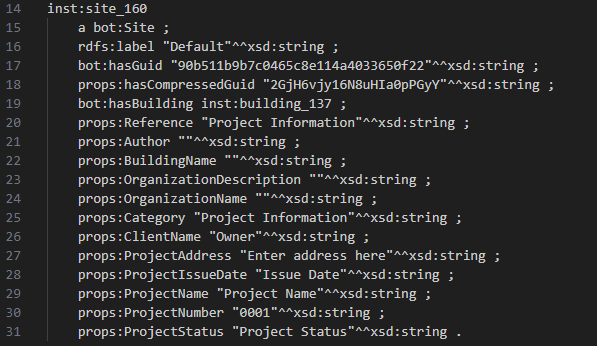 14 inst:site_160
15 a bot:Site ;
16 rdfs:label "Default"^^xsd:string ;
17 bot:hasGuid "90b511b9b7c0465c8e114a4033650f22"^^xsd:string ;
18 props:hasCompressedGuid "2GjH6vjy16N8uHIa0pPGyY"^^xsd:string ;
19 bot:hasBuilding inst:building_137 ;
20 props:Reference "Project Information"^^xsd:string ;
21 props:Author ""^^xsd:string ;
22 props:BuildingName ""^^xsd:string ;
23 props:OrganizationDescription ""^^xsd:string ;
24 props:OrganizationName ""^^xsd:string ;
25 props:Category "Project Information"^^xsd:string ;
26 props:ClientName "Owner"^^xsd:string ;
27 props:ProjectAddress "Enter address here"^^xsd:string ;
28 props:ProjectIssueDate "Issue Date"^^xsd:string ;
29 props:ProjectName "Project Name"^^xsd:string ;
30 props:ProjectNumber "0001"^^xsd:string ;
31 props:ProjectStatus "Project Status"^^xsd:string .